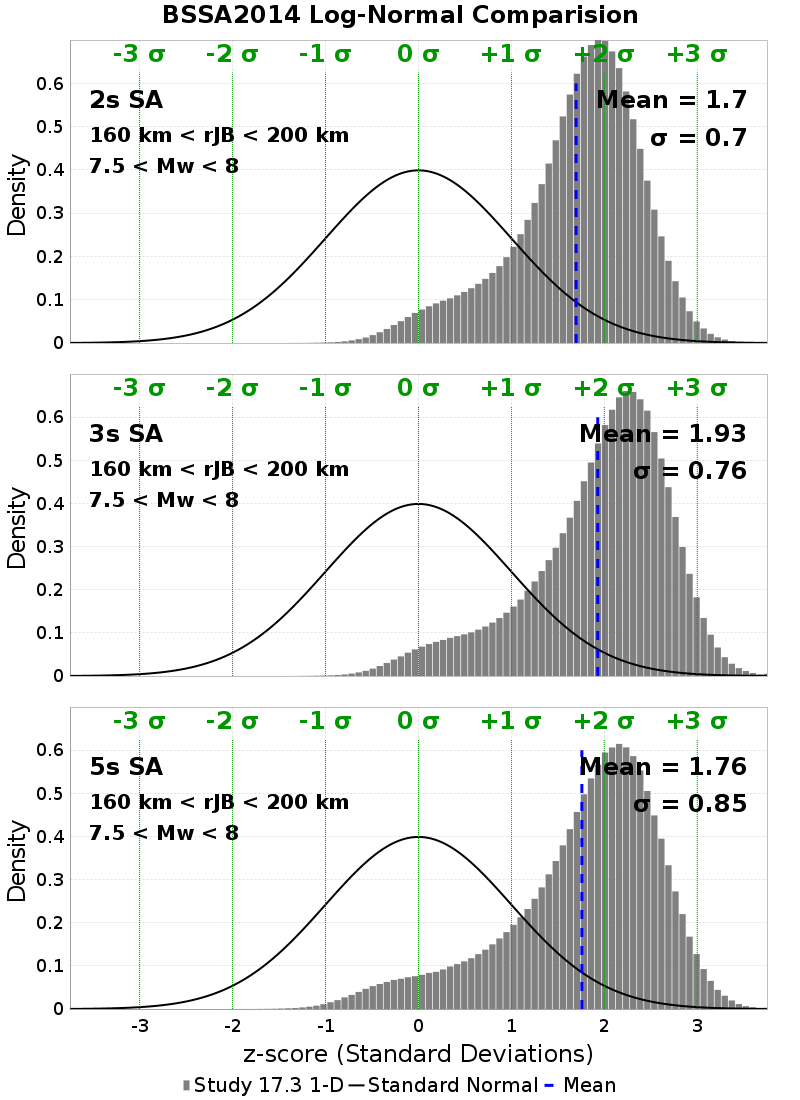 BSSA2014 Log-Normal Comparision
-3 σ -2 σ -1 σ 0 σ +1 σ +2 σ +3 σ
0.6
2s SA Mean = 1.7
0.5
160 km < rJB < 200 km σ = 0.7
7.5 < Mw < 8
0.4
0.3
0.2
0.1
0
Density
-3 σ -2 σ -1 σ 0 σ +1 σ +2 σ +3 σ
0.6
3s SA Mean = 1.93
0.5
160 km < rJB < 200 km σ = 0.76
7.5 < Mw < 8
0.4
0.3
0.2
0.1
0
Density
-3 σ -2 σ -1 σ 0 σ +1 σ +2 σ +3 σ
0.6
5s SA Mean = 1.76
0.5
160 km < rJB < 200 km σ = 0.85
7.5 < Mw < 8
0.4
0.3
0.2
0.1
0
Density
-3 -2 -1 0 1 2 3
z-score (Standard Deviations)
Study 17.3 1-D Standard Normal Mean